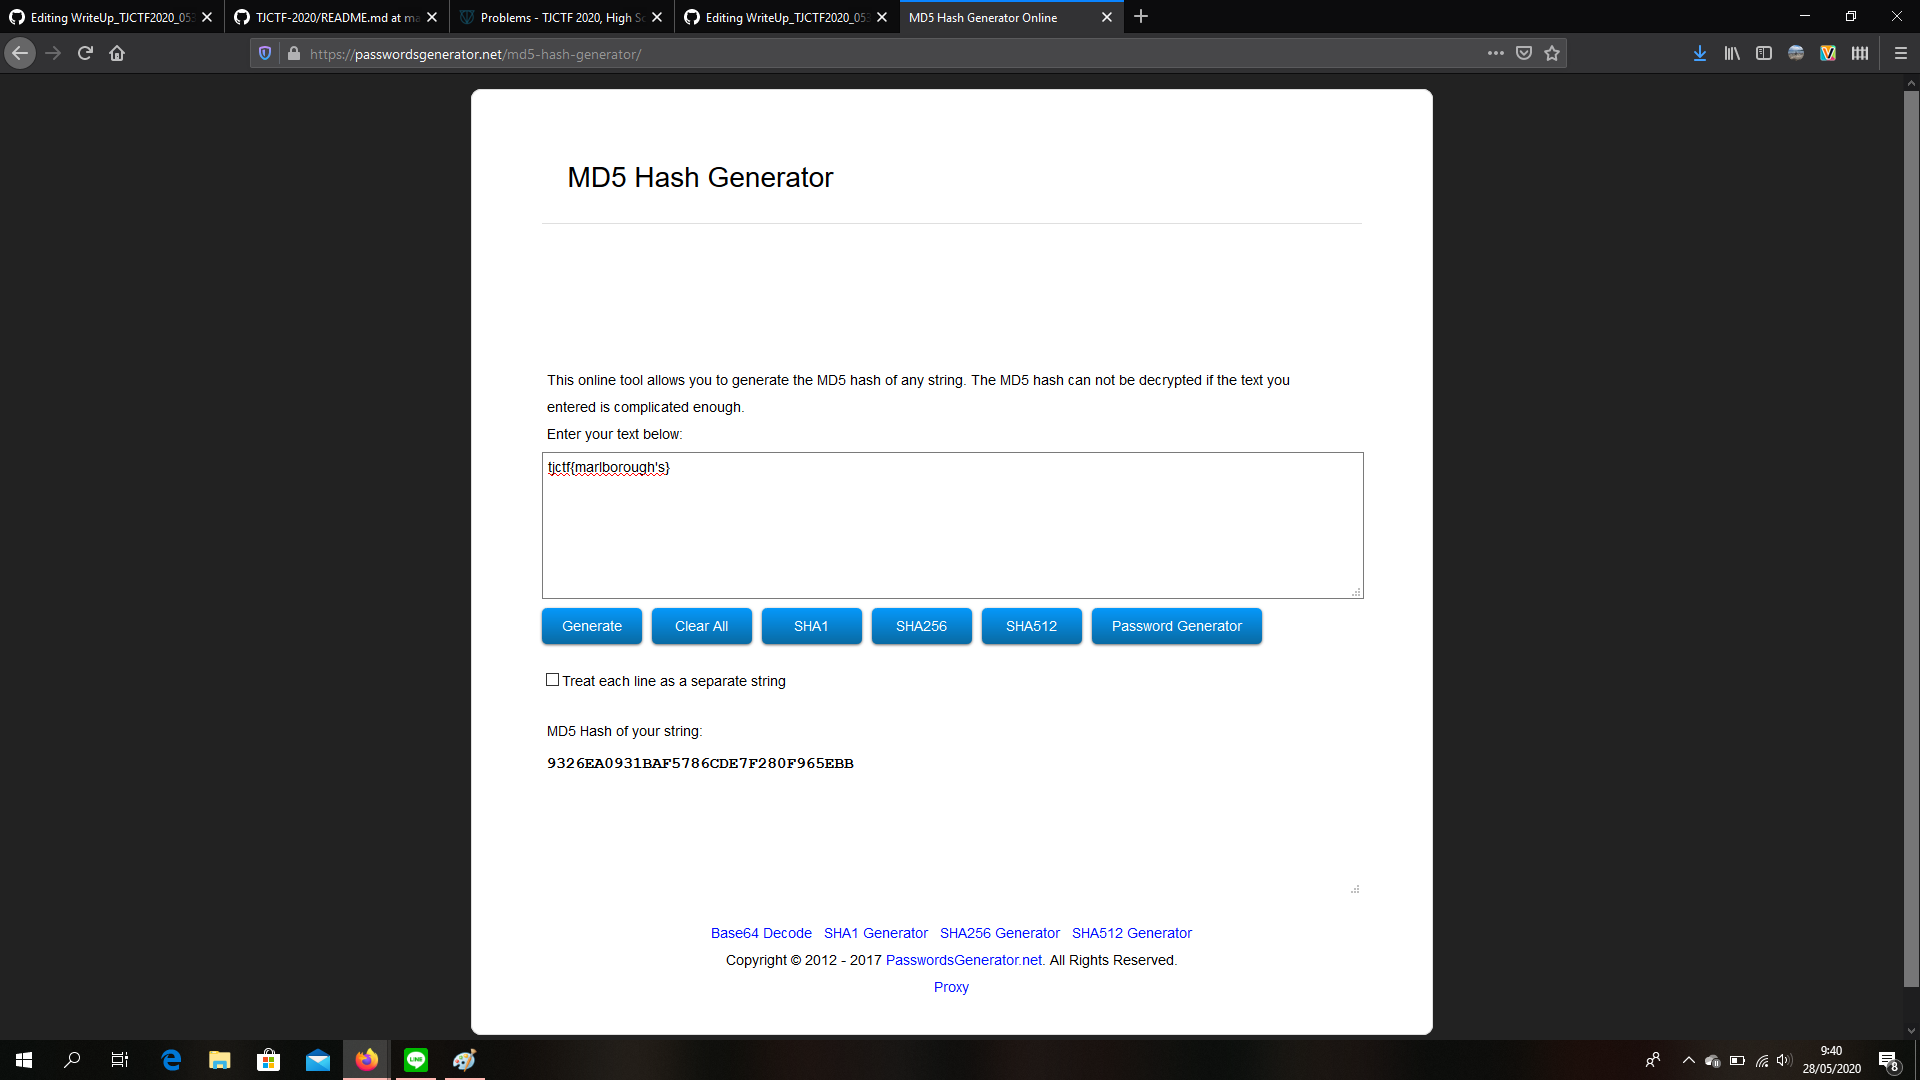 Editing WriteUp_TJCTF2020_053
TJCTF-2020/README.md at ma
Problems - TJCTF 2020, High Sc
Editing WriteUp_TJCTF2020_053
MD5 Hash Generator Online
https://passwordsgenerator.net/md5-hash-generator/
MD5 Hash Generator
This online tool allows you to generate the MD5 hash of any string. The MD5 hash can not be decrypted if the text you
entered is complicated enough.
Enter your text below:
tjctf{marlborough's}
Generate
Clear All
SHA1
SHA256
SHA512
Password Generator
Treat each line as a separate string
MD5 Hash of your string:
9326EA0931BAF5786CDE7F280F965EBB
Base64 Decode SHA1 Generator SHA256 Generator SHA512 Generator
Copyright © 2012 - 2017 PasswordsGenerator.net. All Rights Reserved.
Proxy
LINE
9:40
28/05/2020
8